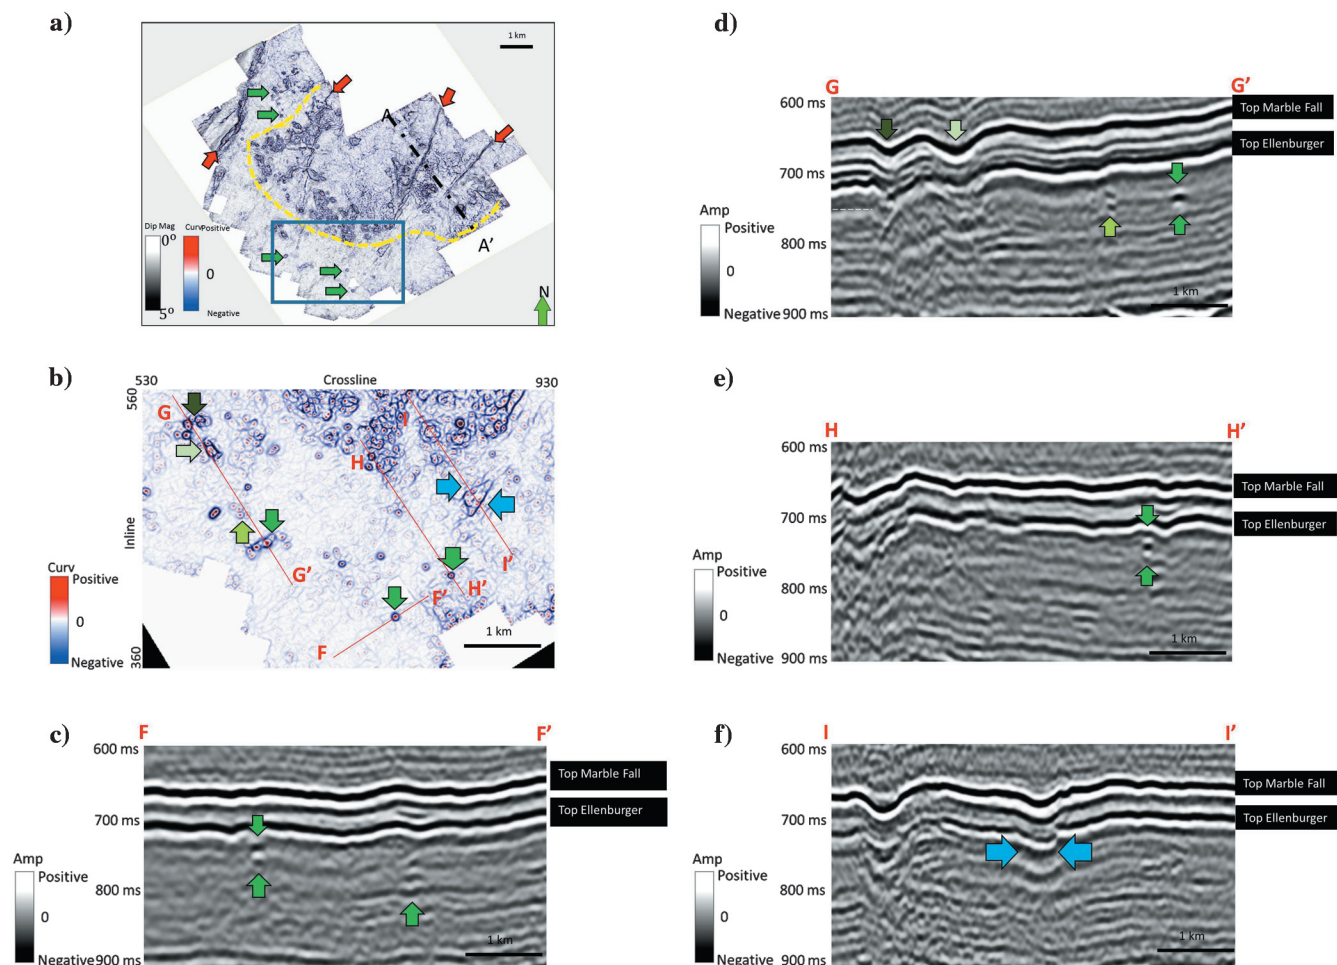 a)
1 km
A
A'
Dip Mag
0º
5º
Curv
Positive
0
Negative
N
b)
530
Crossline
930
560
Inline
360
G
G'
H
H'
I
I'
F
F'
Curv
Positive
0
Negative
1 km
c)
F
F'
600 ms
700 ms
800 ms
900 ms
Top Marble Fall
Top Ellenburger
Amp
Positive
0
Negative
1 km
d)
G
G'
600 ms
700 ms
800 ms
900 ms
Top Marble Fall
Top Ellenburger
Amp
Positive
0
Negative
1 km
e)
H
H'
600 ms
700 ms
800 ms
900 ms
Top Marble Fall
Top Ellenburger
Amp
Positive
0
Negative
1 km
f)
I
I'
600 ms
700 ms
800 ms
900 ms
Top Marble Fall
Top Ellenburger
Amp
Positive
0
Negative
1 km